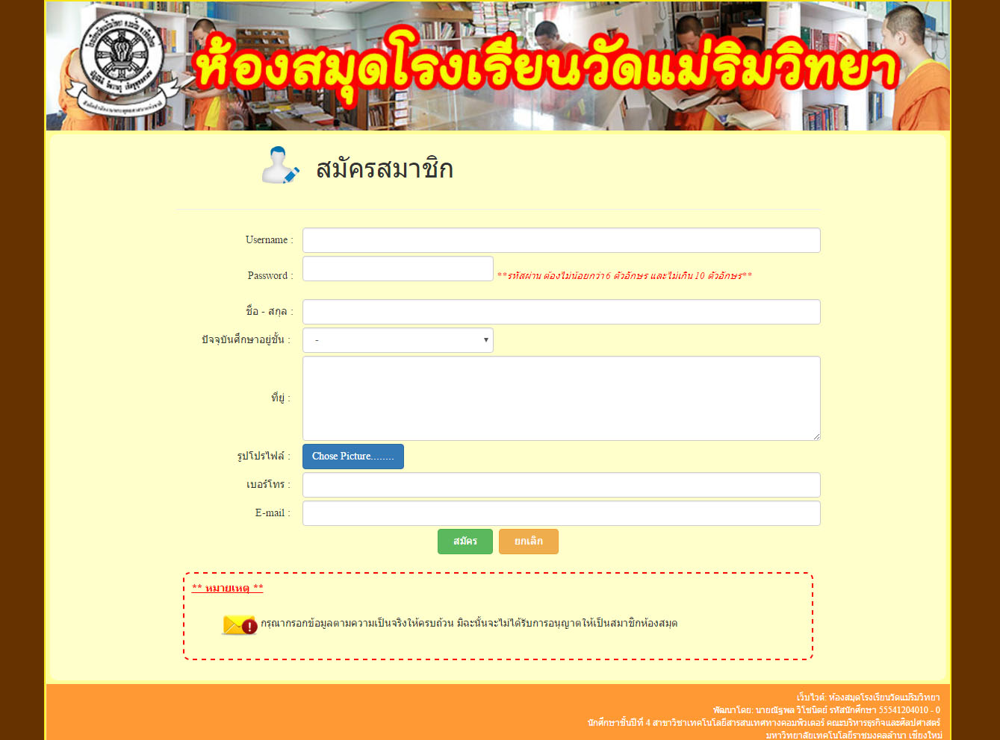 ห้องสมุดโรงเรียนวัดแม่ริมวิทยา
สมัครสมาชิก
Username :
Password :
**รหัสผ่าน ต้องไม่น้อยกว่า 6 ตัวอักษร และไม่เกิน 10 ตัวอักษร**
ชื่อ - สกุล :
ปัจจุบันศึกษาอยู่ชั้น :
-
ที่ยู่ :
รูปโปรไฟล์ :
Chose Picture........
เบอร์โทร :
E-mail :
สมัคร ยกเลิก
** หมายเหตุ **
กรุณากรอกข้อมูลตามความเป็นจริงให้ครบถ้วน มิฉะนั้นจะไม่ได้รับการอนุญาตให้เป็นสมาชิกห้องสมุด
เว็บไวต์: ห้องสมุดโรงเรียนวัดแม่ริมวิทยา
พัฒนาโดย: นายณัฐพล วิโชนิตย์ รหัสนักศึกษา 55541204010 - 0
นักศึกษาชั้นปีที่ 4 สาขาวิชาเทคโนโลยีสารสนเทศทางคอมพิวเตอร์ คณะบริหารธุรกิจและศิลปศาสตร์
มหาวิทยาลัยเทคโนโลยีราชมงคลล้านา เชียงใหม่